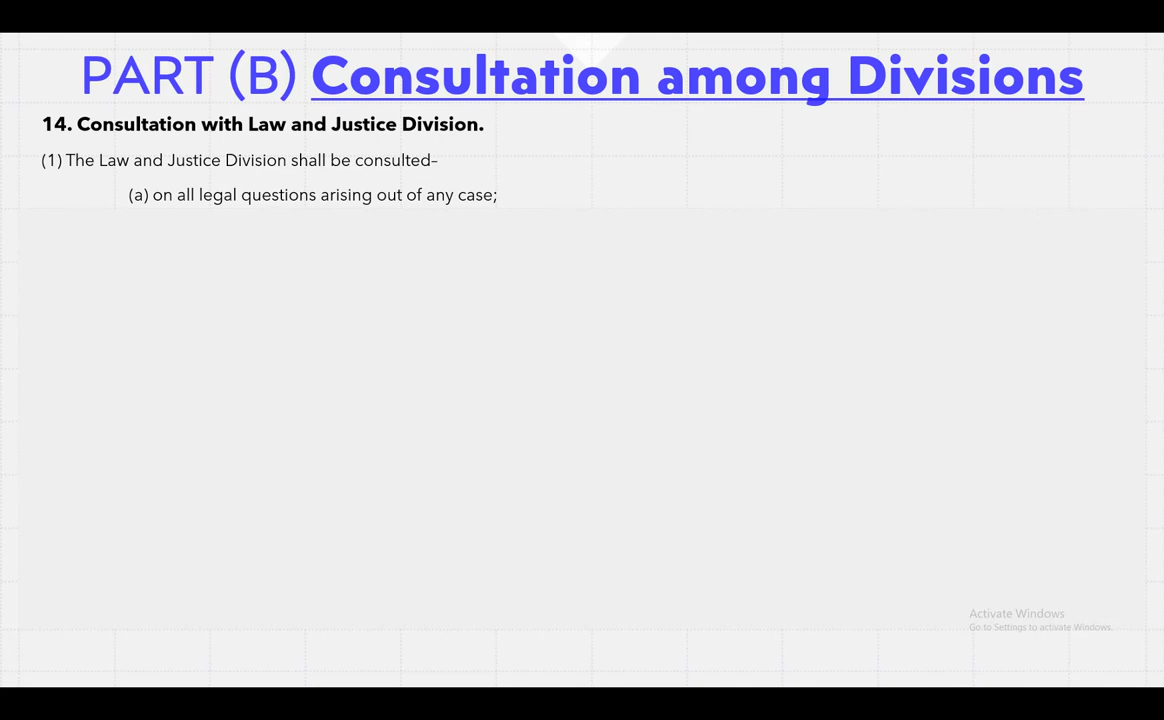 PART (B) Consultation among Divisions
14. Consultation with Law and Justice Division.
(1) The Law and Justice Division shall be consulted–
(a) on all legal questions arising out of any case;
Activate Windows
Go to Settings to activate Windows.